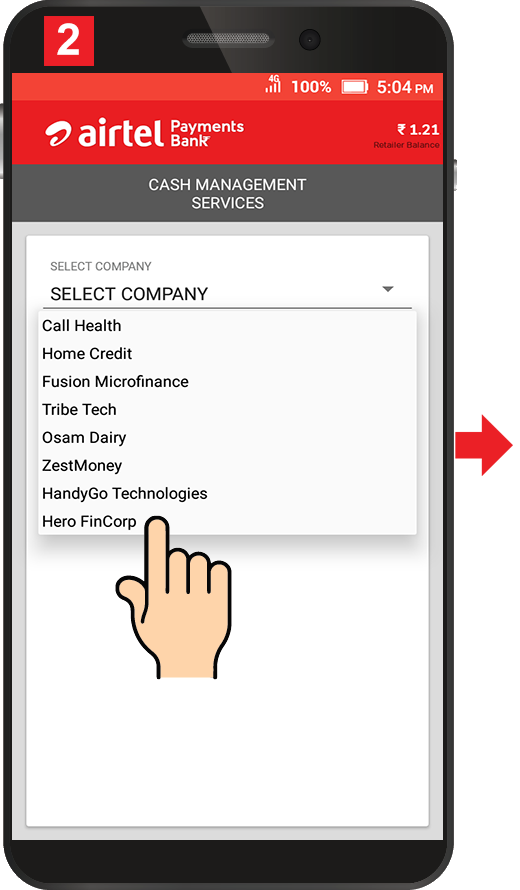 2
4G 100% 5:04 PM
airtel Payments Bank
₹ 1.21
Retailer Balance
CASH MANAGEMENT
SERVICES
SELECT COMPANY
SELECT COMPANY
Call Health
Home Credit
Fusion Microfinance
Tribe Tech
Osam Dairy
ZestMoney
HandyGo Technologies
Hero FinCorp